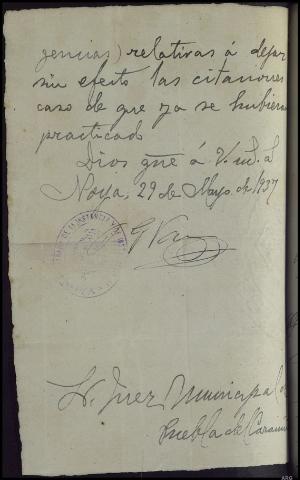 gencias) relativas á dejar
sin efecto las citaciones
caso de que ya se hubieran
practicado
Dios gue á V. md. s
Noya, 29 de Mayo de 1937
Sr. Juez Municipal de
Puebla del Caramiñal
ARG